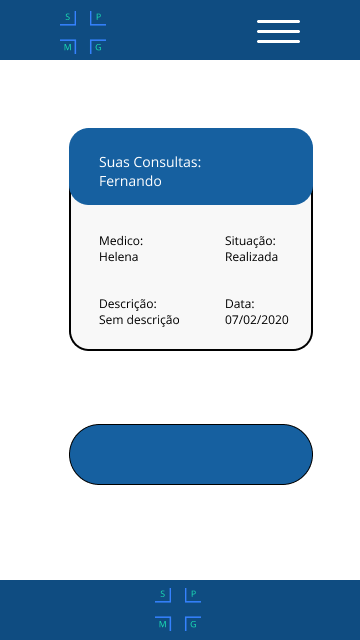 S P
M G
Suas Consultas:
Fernando
Medico: Situação:
Helena Realizada
Descrição: Data:
Sem descrição 07/02/2020
S P
M G